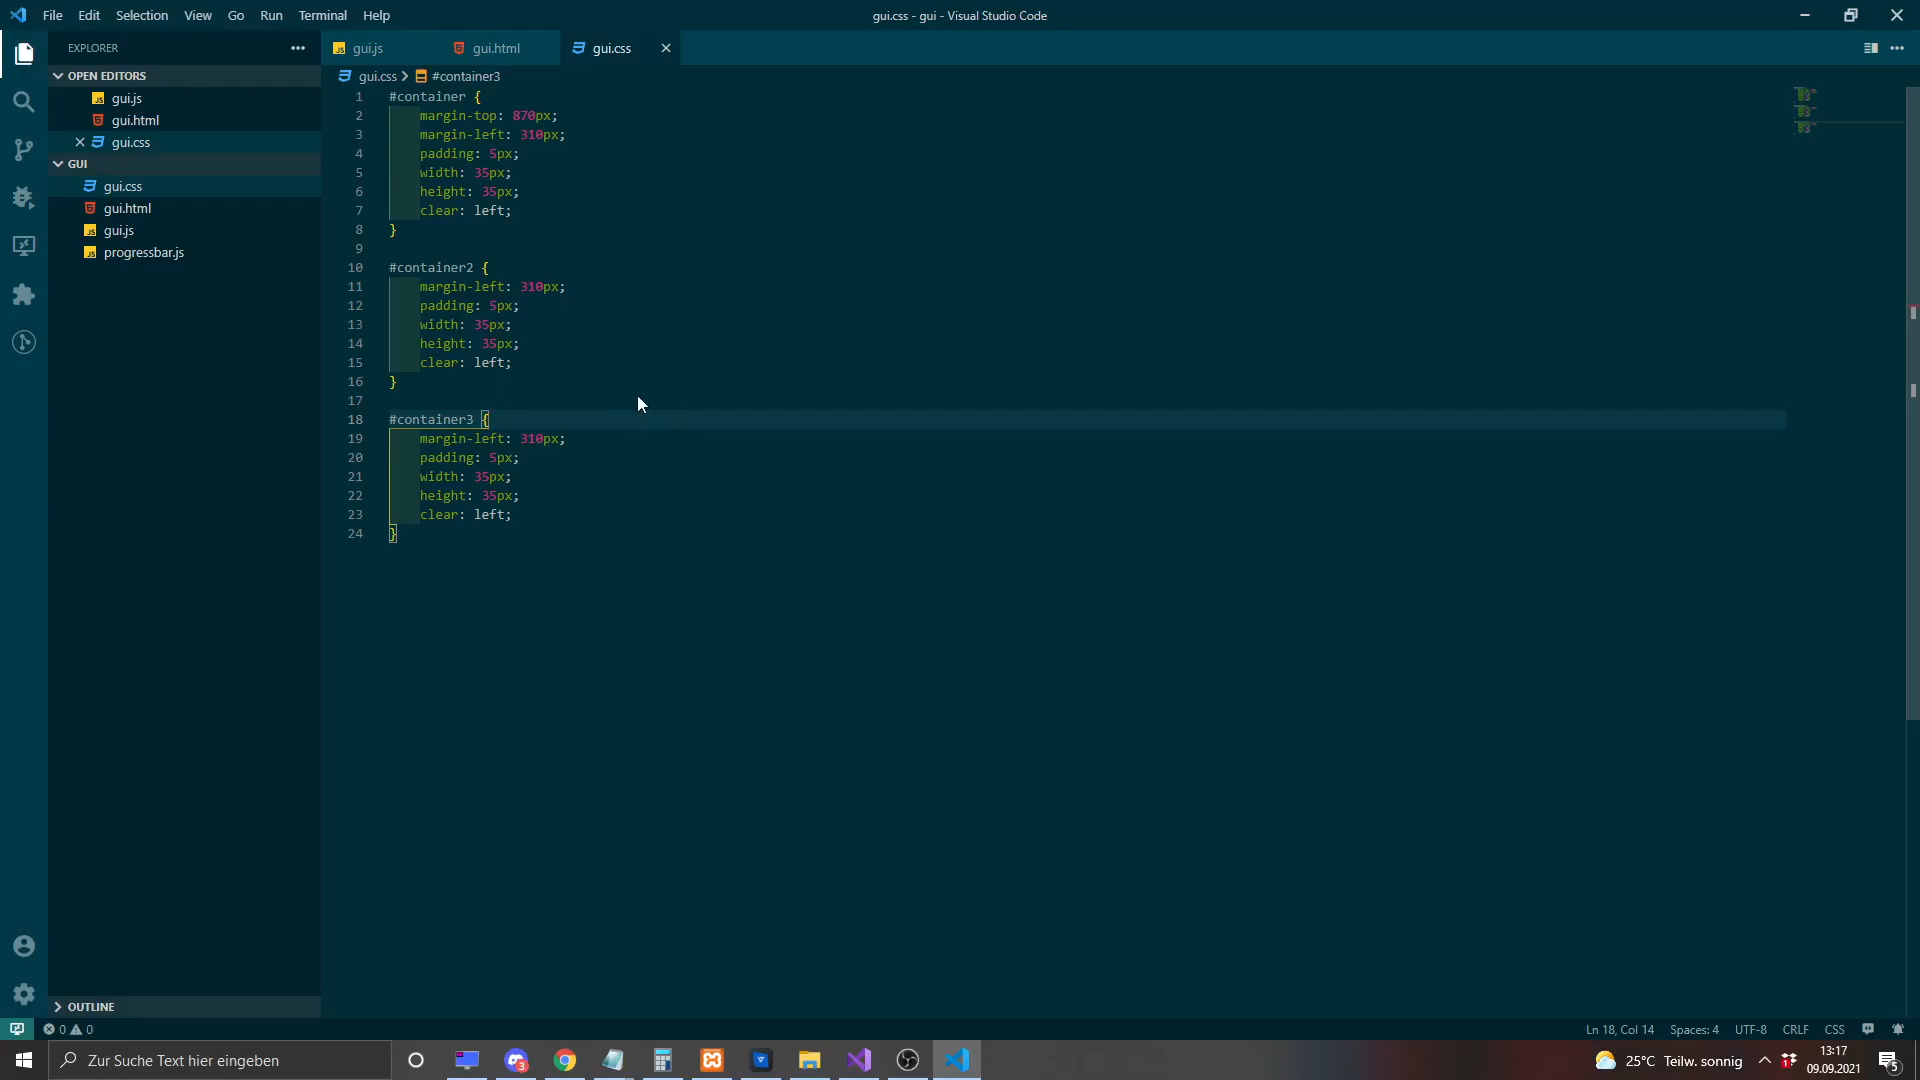 File Edit Selection View Go Run Terminal Help
gui.css - gui - Visual Studio Code
EXPLORER
OPEN EDITORS
gui.js
gui.html
gui.css
GUI
gui.css
gui.html
gui.js
progressbar.js
OUTLINE
gui.js gui.html gui.css
gui.css #container3
1 #container {
2 margin-top: 870px;
3 margin-left: 310px;
4 padding: 5px;
5 width: 35px;
6 height: 35px;
7 clear: left;
8 }
9
10 #container2 {
11 margin-left: 310px;
12 padding: 5px;
13 width: 35px;
14 height: 35px;
15 clear: left;
16 }
17
18 #container3 {
19 margin-left: 310px;
20 padding: 5px;
21 width: 35px;
22 height: 35px;
23 clear: left;
24 }
0 0
Ln 18, Col 14 Spaces: 4 UTF-8 CRLF CSS
Zur Suche Text hier eingeben
3
25°C Teilw. sonnig
1
13:17
09.09.2021
5